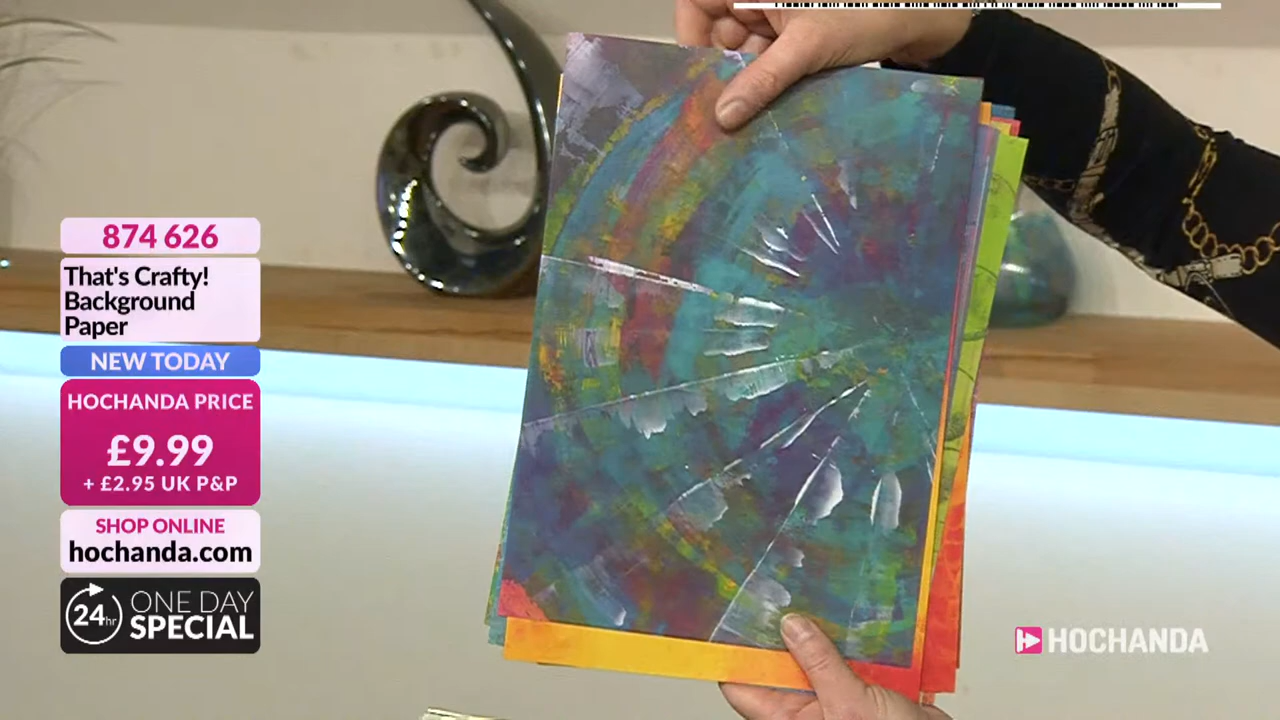 874 626
That's Crafty!
Background
Paper
NEW TODAY
HOCHANDA PRICE
£9.99
+ £2.95 UK P&P
SHOP ONLINE
hochanda.com
24hr
ONE DAY
SPECIAL
HOCHANDA